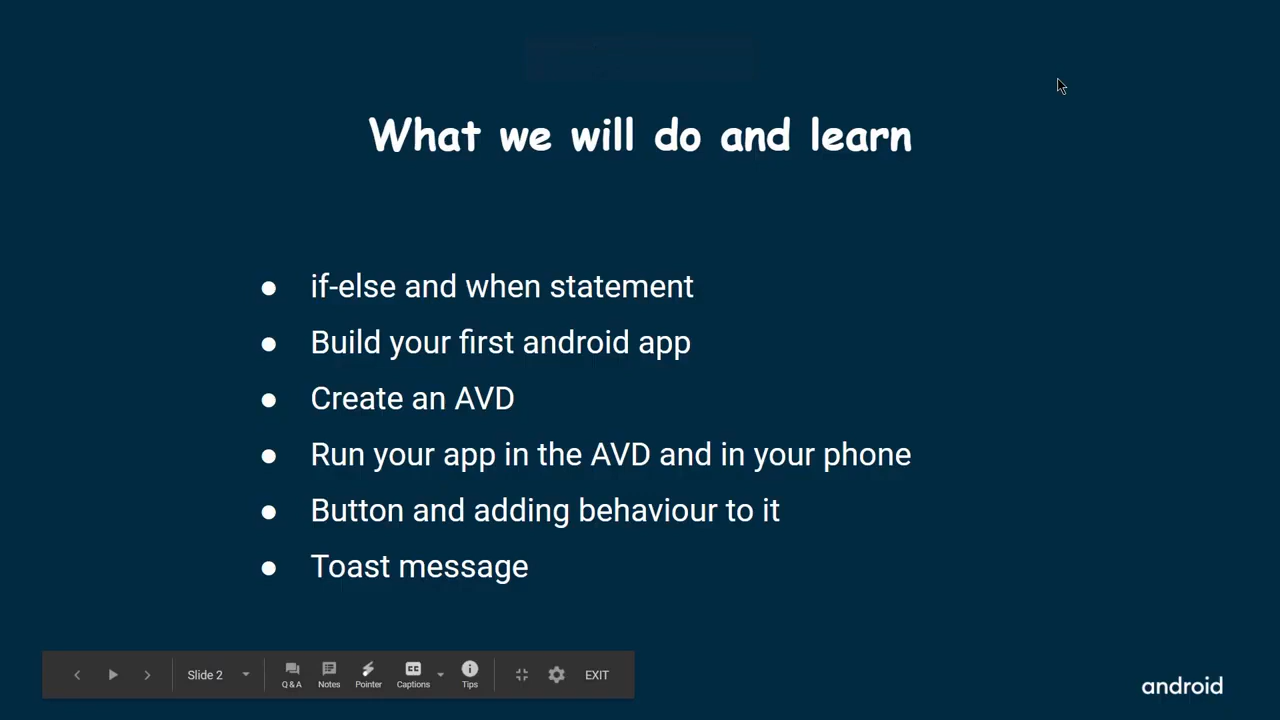 What we will do and learn
● if-else and when statement
● Build your first android app
● Create an AVD
● Run your app in the AVD and in your phone
● Button and adding behaviour to it
● Toast message
Slide 2
Q & A Notes Pointer Captions Tips EXIT
android